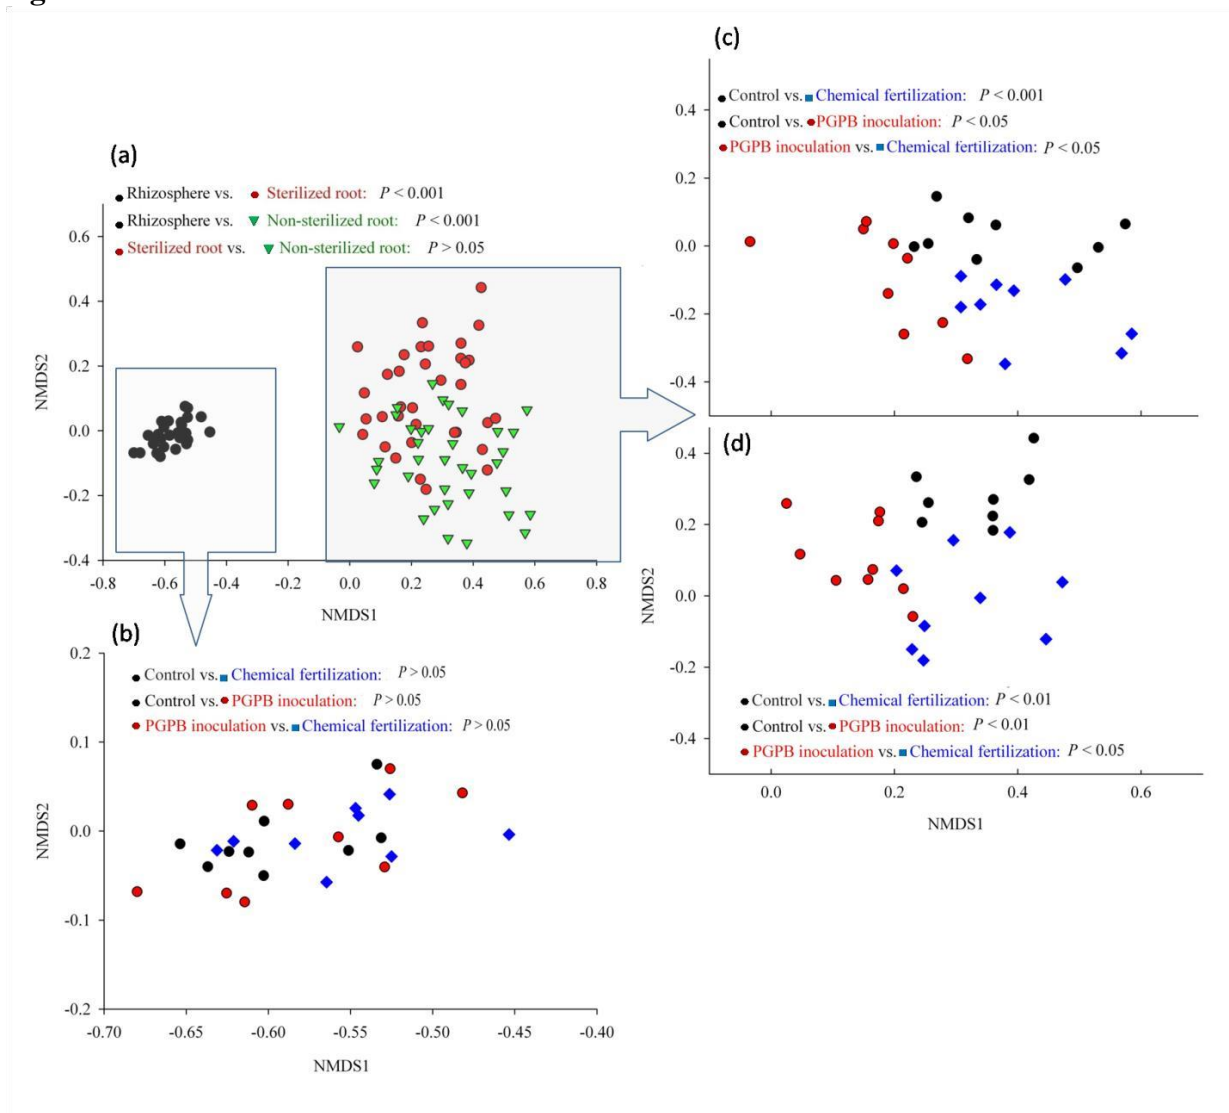 (a)
Rhizosphere vs. Sterilized root: P < 0.001
Rhizosphere vs. Non-sterilized root: P < 0.001
Sterilized root vs. Non-sterilized root: P > 0.05
0.6
0.4
0.2
0.0
-0.2
-0.4
NMDS2
-0.8 -0.6 -0.4 -0.2 0.0 0.2 0.4 0.6 0.8
NMDS1
(b)
Control vs. Chemical fertilization: P > 0.05
Control vs. PGPB inoculation: P > 0.05
PGPB inoculation vs. Chemical fertilization: P > 0.05
0.2
0.1
0.0
-0.1
-0.2
NMDS2
-0.70 -0.65 -0.60 -0.55 -0.50 -0.45 -0.40
NMDS1
(c)
Control vs. Chemical fertilization: P < 0.001
Control vs. PGPB inoculation: P < 0.05
PGPB inoculation vs. Chemical fertilization: P < 0.05
0.4
0.2
0.0
-0.2
-0.4
(d)
0.4
0.2
0.0
-0.2
-0.4
NMDS2
Control vs. Chemical fertilization: P < 0.01
Control vs. PGPB inoculation: P < 0.01
PGPB inoculation vs. Chemical fertilization: P < 0.05
0.0 0.2 0.4 0.6
NMDS1